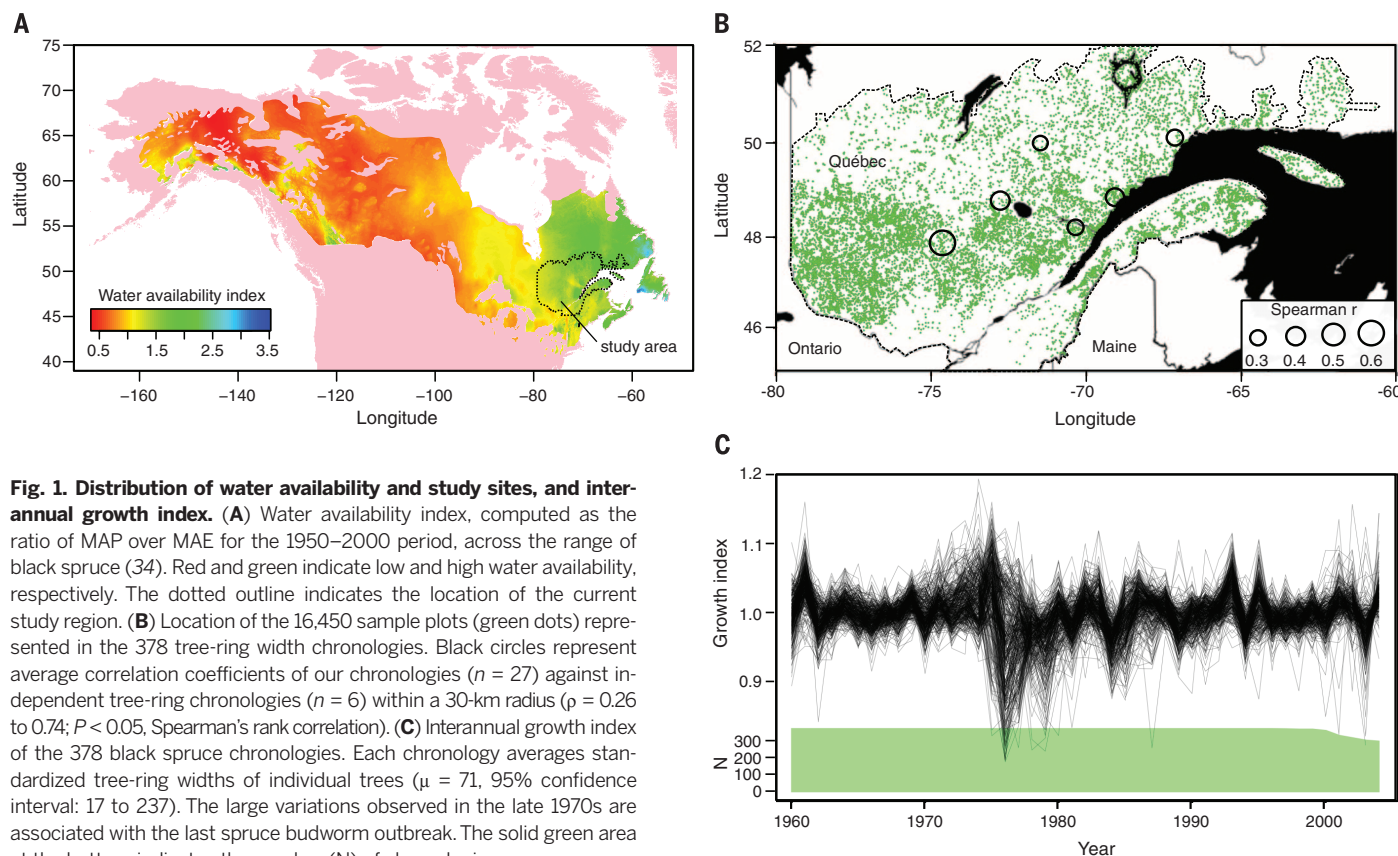 A
75
70
65
60
55
50
45
40
Latitude
Water availability index
0.5 1.5 2.5 3.5
study area
−160 −140 −120 −100 −80 −60
Longitude
B
52
50
48
46
Latitude
Québec
Ontario
Maine
Spearman r
0.3 0.4 0.5 0.6
-80 -75 -70 -65 -60
Longitude
Fig. 1. Distribution of water availability and study sites, and inter-
annual growth index. (A) Water availability index, computed as the
ratio of MAP over MAE for the 1950–2000 period, across the range of
black spruce (34). Red and green indicate low and high water availability,
respectively. The dotted outline indicates the location of the current
study region. (B) Location of the 16,450 sample plots (green dots) repre-
sented in the 378 tree-ring width chronologies. Black circles represent
average correlation coefficients of our chronologies (n = 27) against in-
dependent tree-ring chronologies (n = 6) within a 30-km radius (ρ = 0.26
to 0.74; P < 0.05, Spearman's rank correlation). (C) Interannual growth index
of the 378 black spruce chronologies. Each chronology averages stan-
dardized tree-ring widths of individual trees (μ = 71, 95% confidence
interval: 17 to 237). The large variations observed in the late 1970s are
associated with the last spruce budworm outbreak. The solid green area
C
1.2
1.1
1.0
0.9
Growth index
300
200
100
0
N
1960 1970 1980 1990 2000
Year